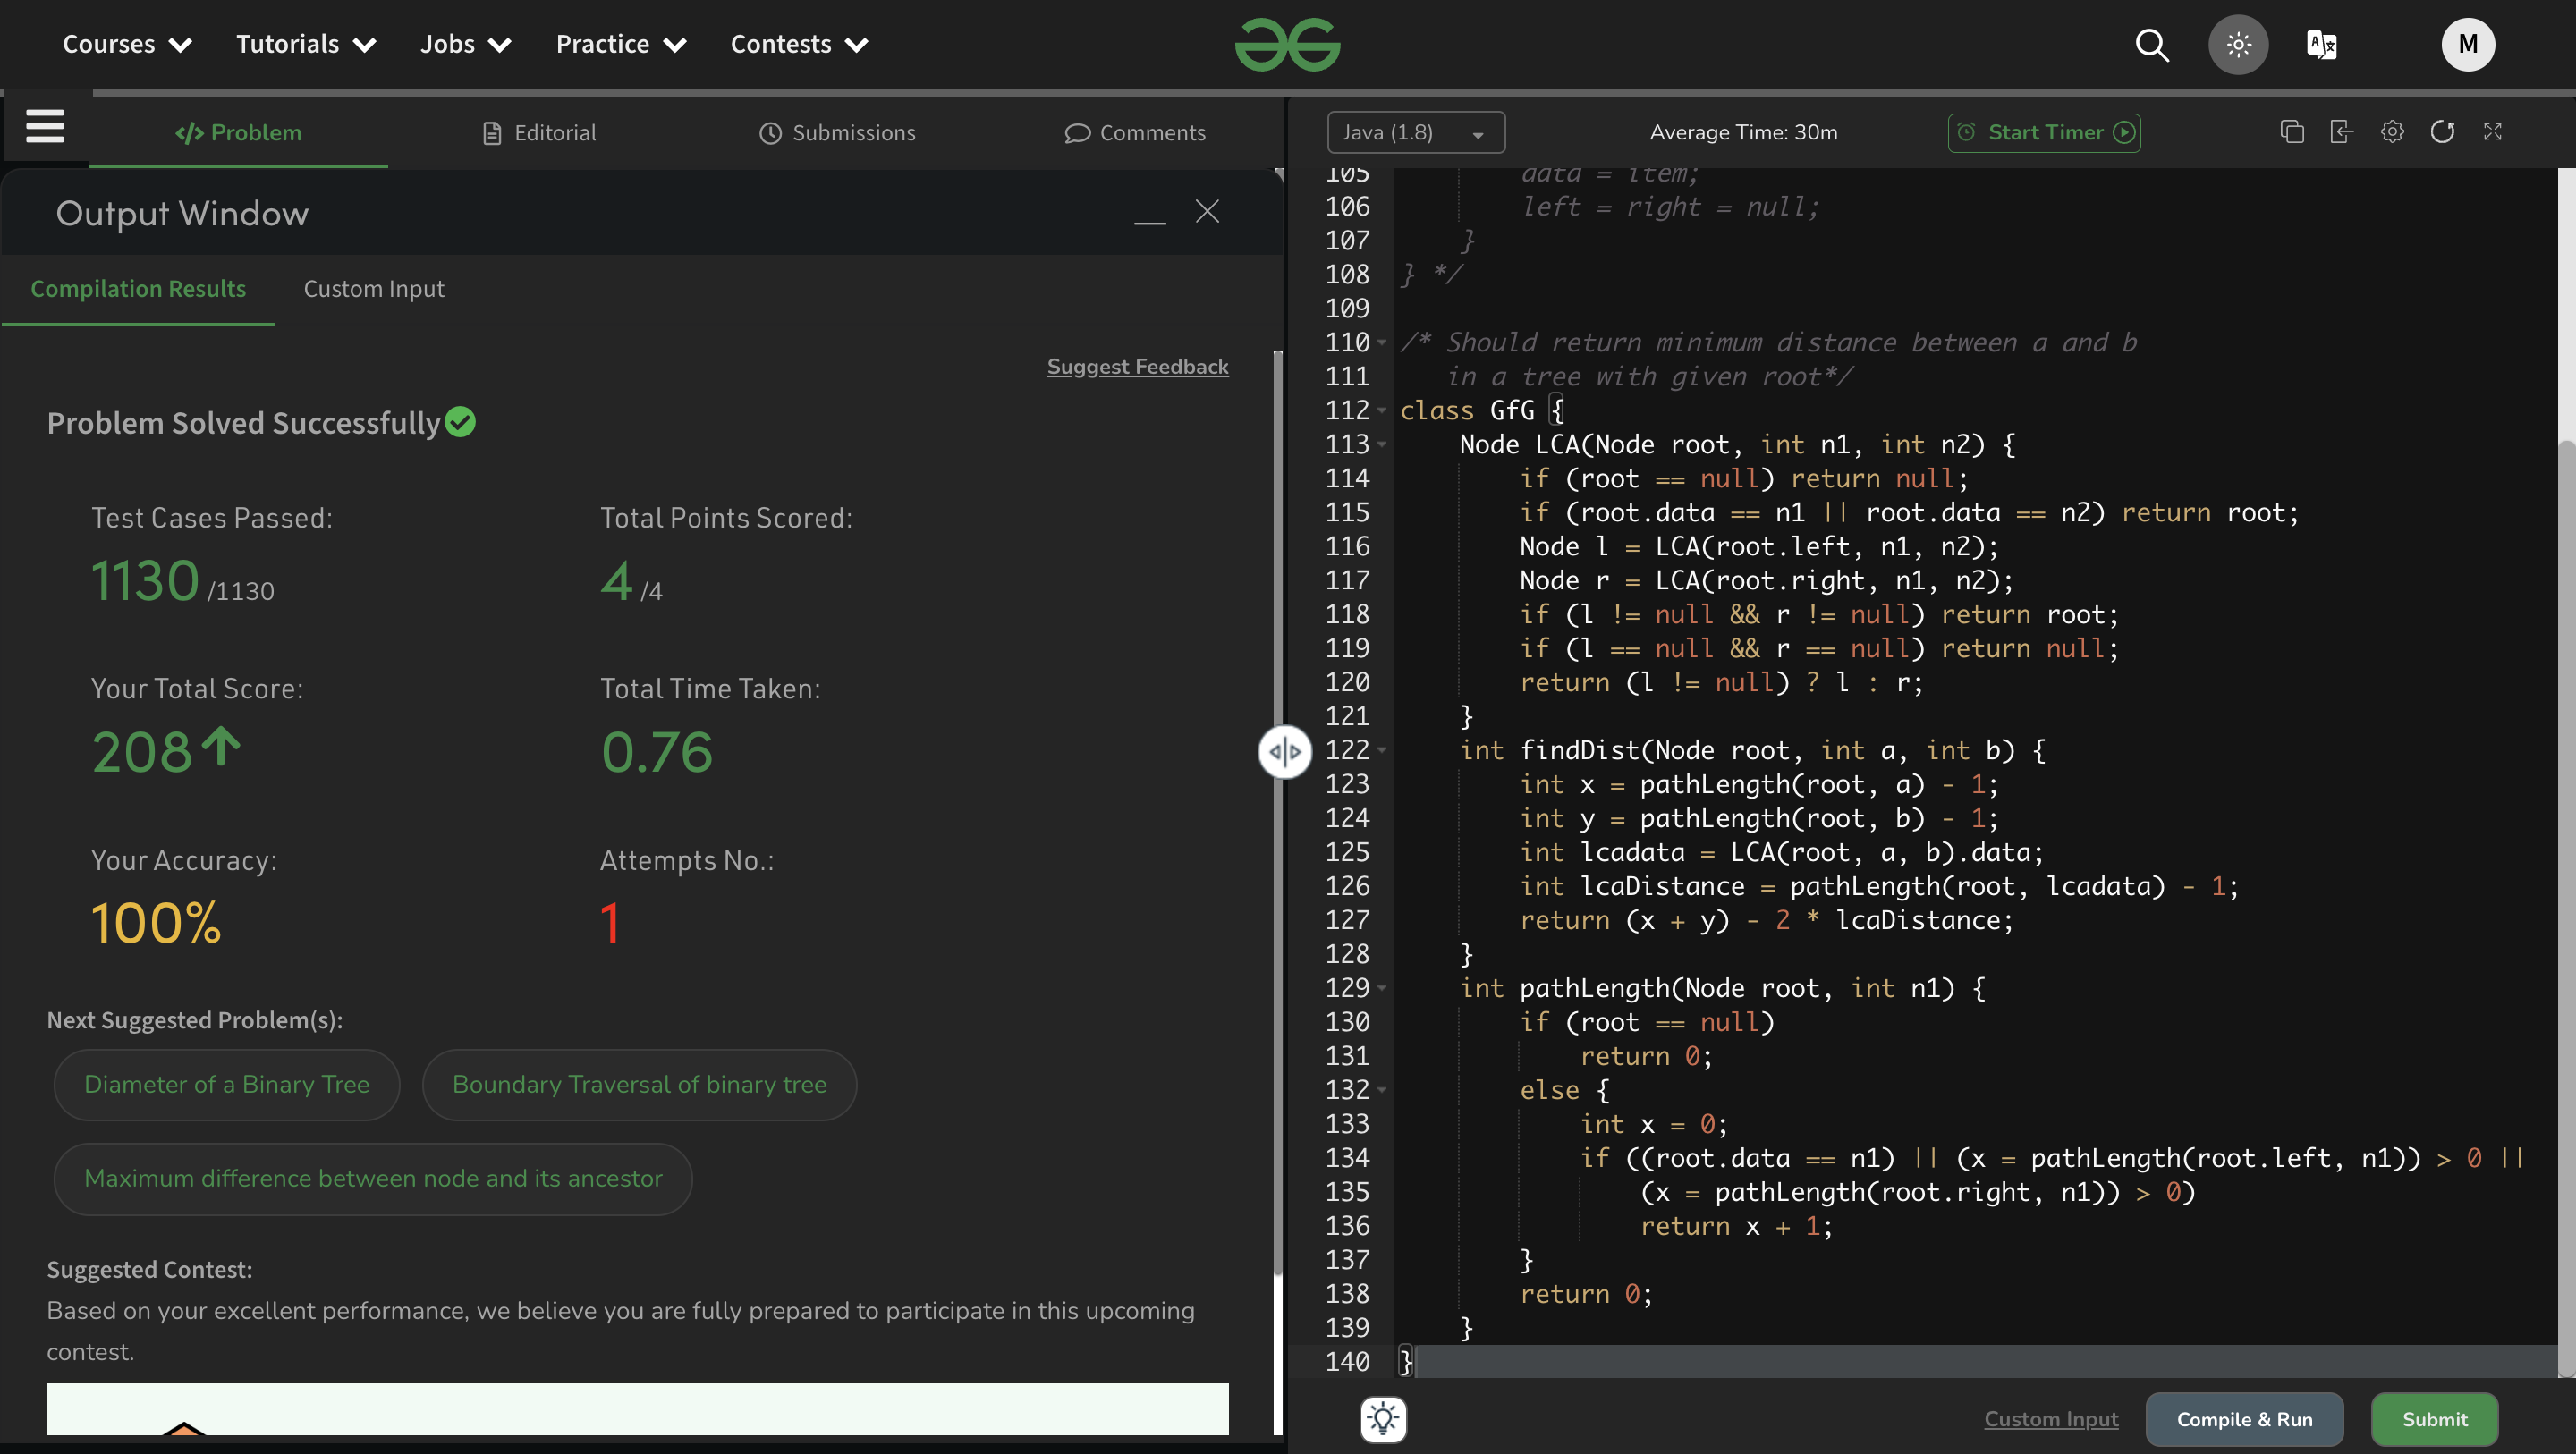 Courses Tutorials Jobs Practice Contests M
Problem Editorial Submissions Comments
Java (1.8) Average Time: 30m Start Timer
Output Window
Compilation Results Custom Input
Suggest Feedback
Problem Solved Successfully
Test Cases Passed: Total Points Scored:
1130 /1130 4 /4
Your Total Score: Total Time Taken:
208 0.76
Your Accuracy: Attempts No.:
100% 1
Next Suggested Problem(s):
Diameter of a Binary Tree Boundary Traversal of binary tree
Maximum difference between node and its ancestor
Suggested Contest:
Based on your excellent performance, we believe you are fully prepared to participate in this upcoming
contest.
105 data = item;
106 left = right = null;
107 }
108 } */
109
110 /* Should return minimum distance between a and b
111 in a tree with given root*/
112 class GfG {
113 Node LCA(Node root, int n1, int n2) {
114 if (root == null) return null;
115 if (root.data == n1 || root.data == n2) return root;
116 Node l = LCA(root.left, n1, n2);
117 Node r = LCA(root.right, n1, n2);
118 if (l != null && r != null) return root;
119 if (l == null && r == null) return null;
120 return (l != null) ? l : r;
121 }
122 int findDist(Node root, int a, int b) {
123 int x = pathLength(root, a) - 1;
124 int y = pathLength(root, b) - 1;
125 int lcadata = LCA(root, a, b).data;
126 int lcaDistance = pathLength(root, lcadata) - 1;
127 return (x + y) - 2 * lcaDistance;
128 }
129 int pathLength(Node root, int n1) {
130 if (root == null)
131 return 0;
132 else {
133 int x = 0;
134 if ((root.data == n1) || (x = pathLength(root.left, n1)) > 0 ||
135 (x = pathLength(root.right, n1)) > 0)
136 return x + 1;
137 }
138 return 0;
139 }
140 }
Custom Input Compile & Run Submit